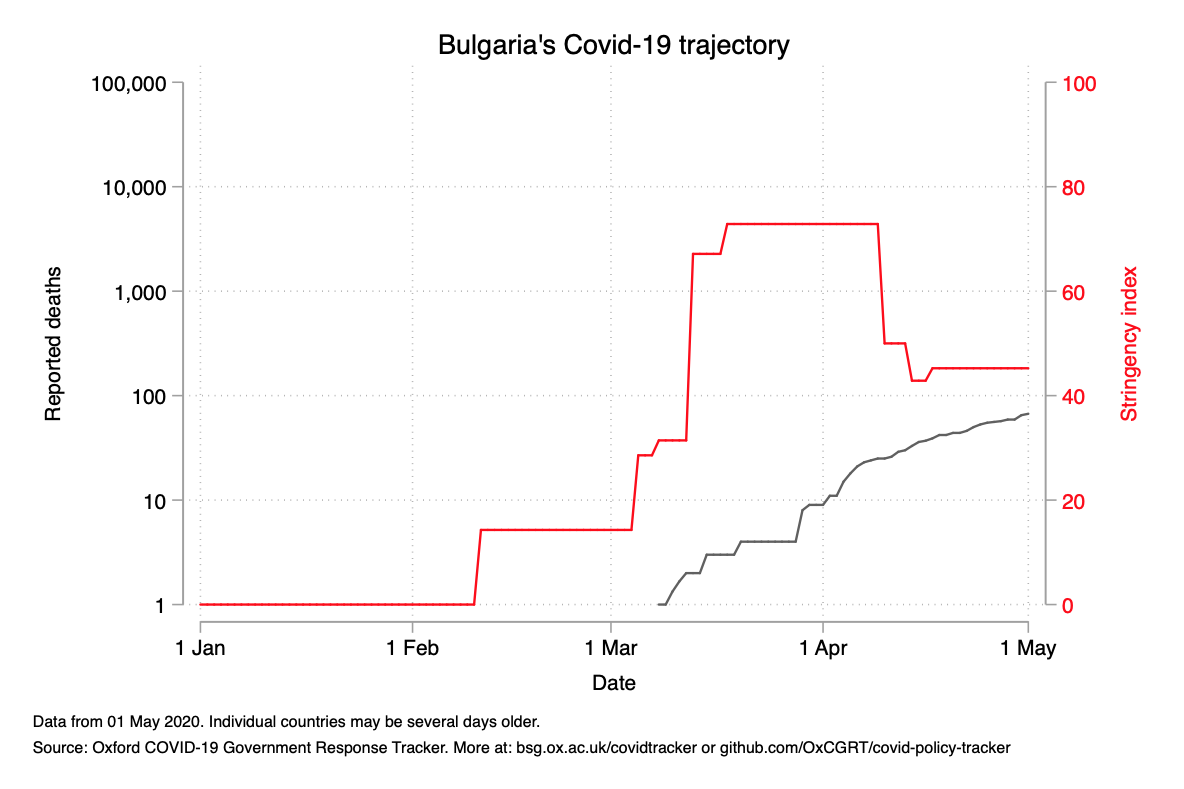 Bulgaria's Covid-19 trajectory
100,000
10,000
1,000
100
10
1
Reported deaths
100
80
60
40
20
0
Stringency index
1 Jan
1 Feb
1 Mar
1 Apr
1 May
Date
Data from 01 May 2020. Individual countries may be several days older.
Source: Oxford COVID-19 Government Response Tracker. More at: bsg.ox.ac.uk/covidtracker or github.com/OxCGRT/covid-policy-tracker